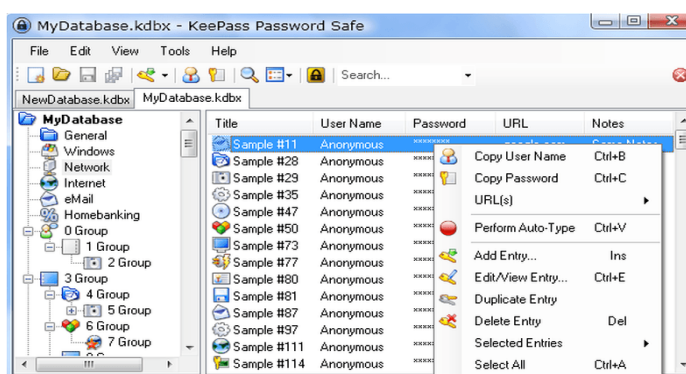 MyDatabase.kdbx - KeePass Password Safe
File Edit View Tools Help
Search...
NewDatabase.kdbx MyDatabase.kdbx
MyDatabase
General
Windows
Network
Internet
eMail
Homebanking
0 Group
1 Group
2 Group
3 Group
4 Group
5 Group
6 Group
7 Group
Title User Name Password URL Notes
Sample #11 Anonymous ********
Sample #28 Anonymous
Sample #29 Anonymous
Sample #35 Anonymous
Sample #47 Anonymous
Sample #50 Anonymous
Sample #73 Anonymous
Sample #77 Anonymous
Sample #80 Anonymous
Sample #81 Anonymous
Sample #87 Anonymous
Sample #97 Anonymous
Sample #111 Anonymous
Sample #114 Anonymous
Copy User Name Ctrl+B
Copy Password Ctrl+C
URL(s)
Perform Auto-Type Ctrl+V
Add Entry... Ins
Edit/View Entry... Ctrl+E
Duplicate Entry
Delete Entry Del
Selected Entries
Select All Ctrl+A